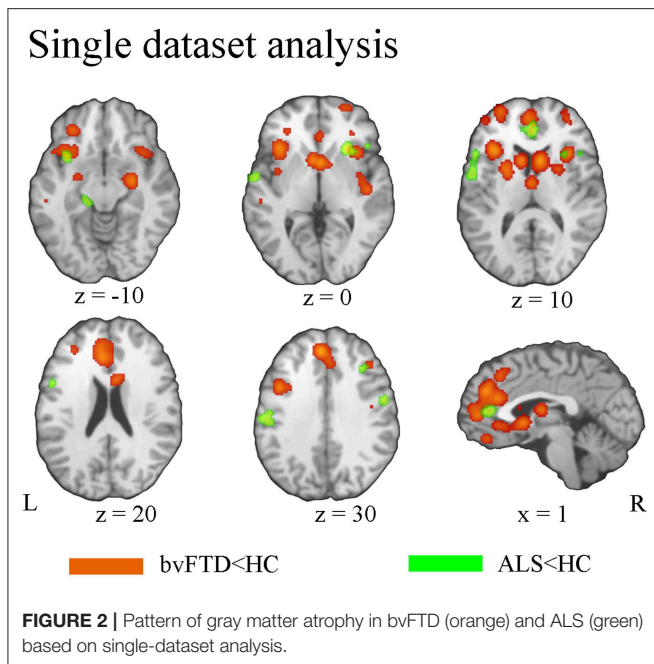 Single dataset analysis
z = -10
z = 0
z = 10
L
z = 20
z = 30
x = 1
R
bvFTD<HC
ALS<HC
FIGURE 2 | Pattern of gray matter atrophy in bvFTD (orange) and ALS (green)
based on single-dataset analysis.